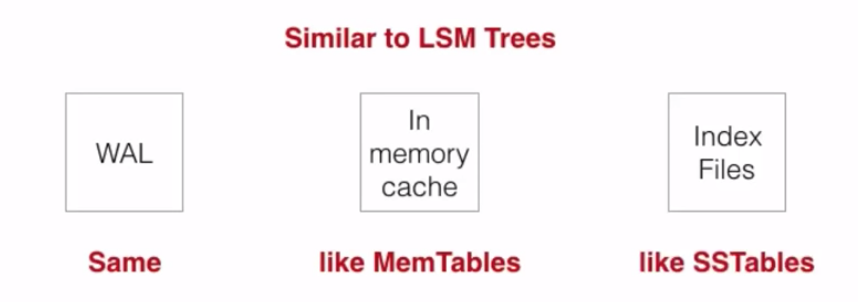 Similar to LSM Trees
WAL
In
memory
cache
Index
Files
Same
like MemTables
like SSTables